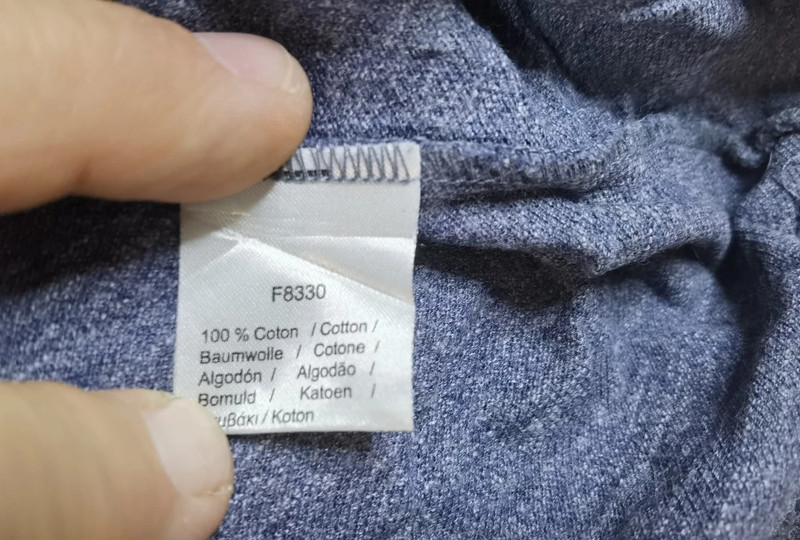 F8330
100 % Coton / Cotton /
Baumwolle / Cotone /
Algodón / Algodão /
Bomuld / Katoen /
/ Koton